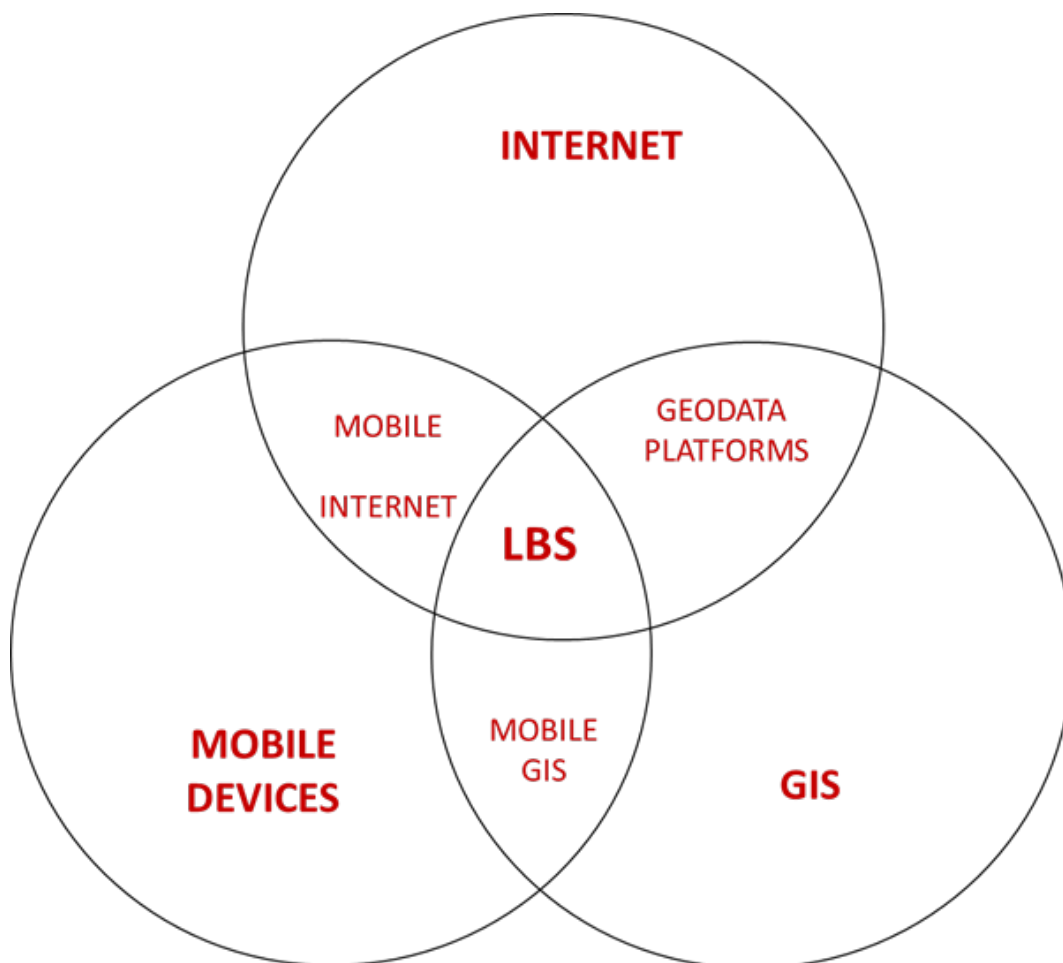 INTERNET
MOBILE
INTERNET
GEODATA
PLATFORMS
LBS
MOBILE
DEVICES
MOBILE
GIS
GIS